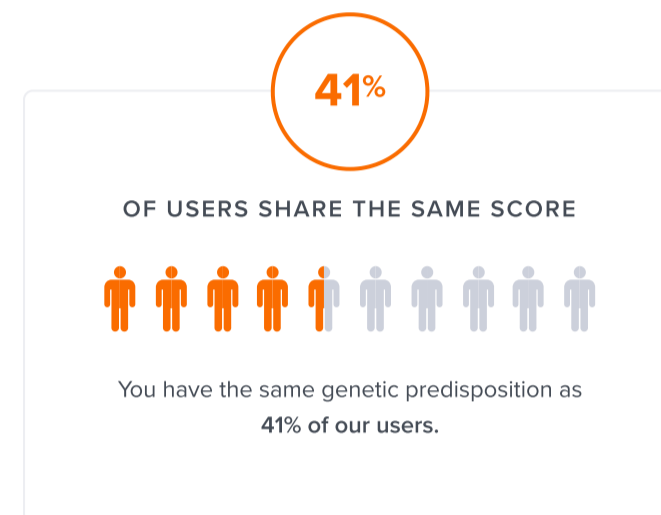 41%
OF USERS SHARE THE SAME SCORE
You have the same genetic predisposition as
41% of our users.